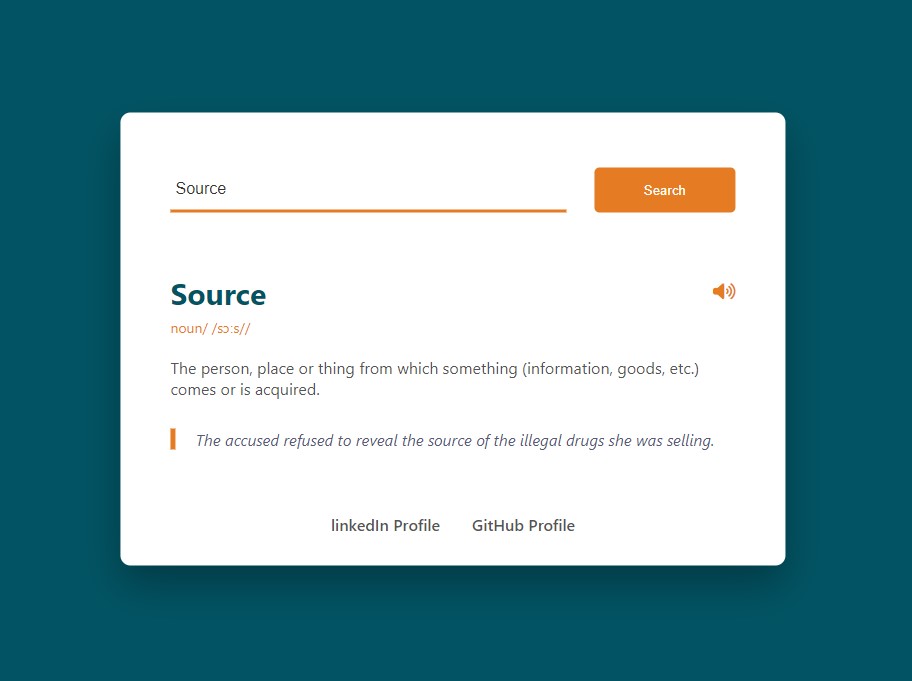 Source
Search
Source
noun/ /sɔːs//
The person, place or thing from which something (information, goods, etc.)
comes or is acquired.
The accused refused to reveal the source of the illegal drugs she was selling.
linkedIn Profile GitHub Profile